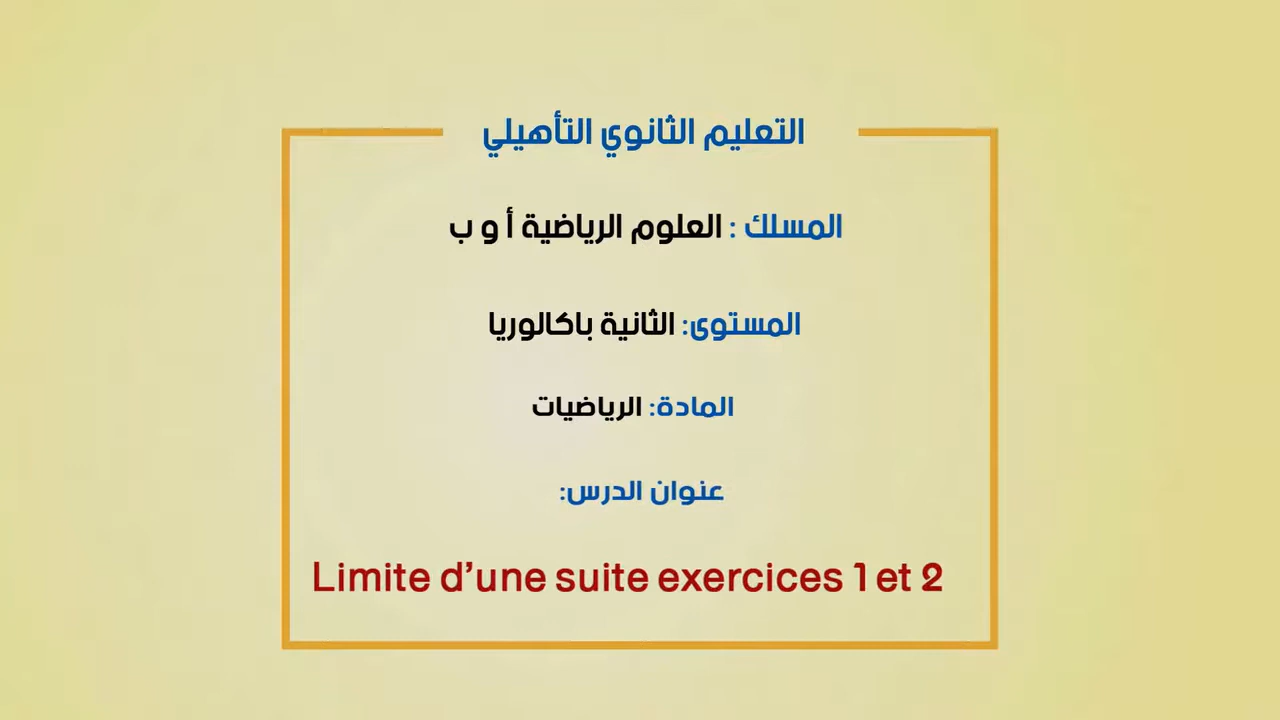 التعليم الثانوي التأهيلي
المسلك : العلوم الرياضية أ و ب
المستوى: الثانية باكالوريا
المادة: الرياضيات
عنوان الدرس:
Limite d’une suite exercices 1 et 2